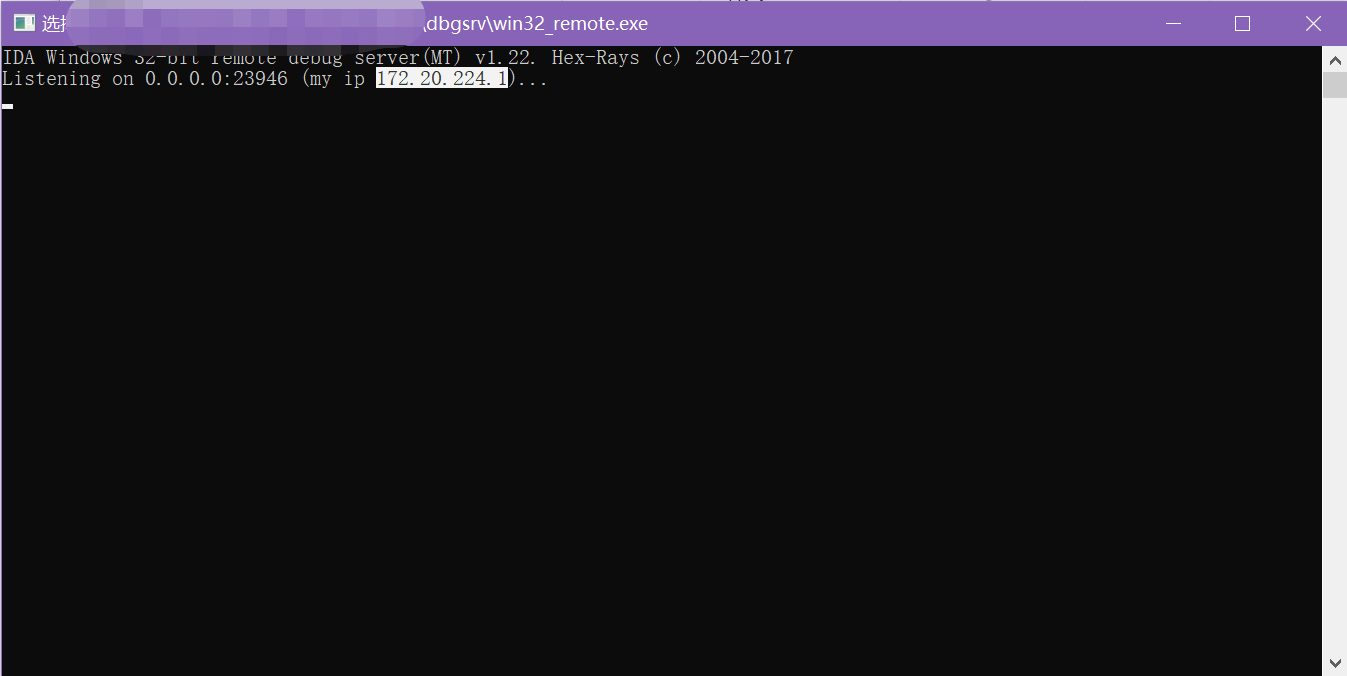 选择 \dbgsrv\win32_remote.exe
IDA Windows 32-bit remote debug server(MT) v1.22. Hex-Rays (c) 2004-2017
Listening on 0.0.0.0:23946 (my ip 172.20.224.1)...